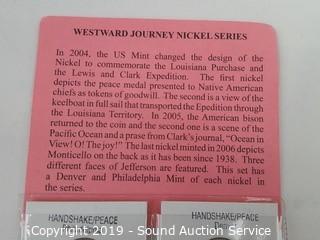 WESTWARD JOURNEY NICKEL SERIES
In 2004, the US Mint changed the design of the
Nickel to commemorate the Louisiana Purchase and
the Lewis and Clark Expedition. The first nickel
depicts the peace medal presented to Native American
chiefs as tokens of goodwill. The second is a view of the
keelboat in full sail that transported the Epedition through
the Louisiana Territory. In 2005, the American bison
returned to the coin and the second one is a scene of the
Pacific Ocean and a prase from Clark's journal, "Ocean in
View! O! The joy!" The last nickel minted in 2006 depicts
Monticello on the back as it has been since 1938. Three
different faces of Jefferson are featured. This set has
a Denver and Philadelphia Mint of each nickel in
the series.
HANDSHAKE/PEACE
HANDSHAKE/PEACE
Copyright 2019 - Sound Auction Service